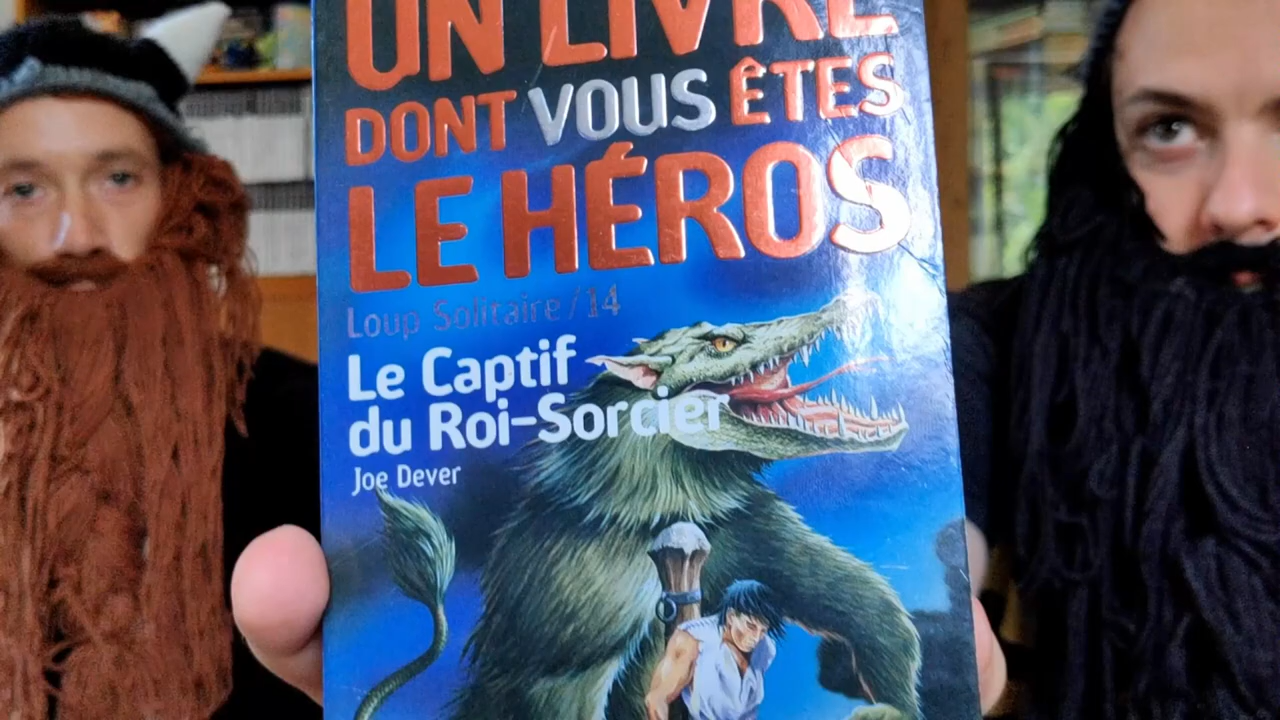 UN LIVRE
DONT VOUS ÊTES
LE HÉROS
Loup Solitaire/14
Le Captif
du Roi-Sorcier
Joe Dever